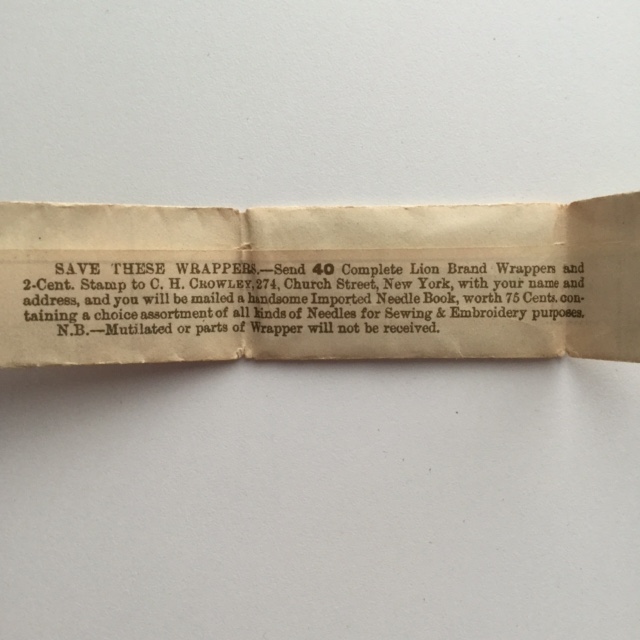 SAVE THESE WRAPPERS.—Send 40 Complete Lion Brand Wrappers and
2-Cent. Stamp to C. H. CROWLEY, 274, Church Street, New York, with your name and
address, and you will be mailed a handsome Imported Needle Book, worth 75 Cents, con-
taining a choice assortment of all kinds of Needles for Sewing & Embroidery purposes.
N.B.—Mutilated or parts of Wrapper will not be received.